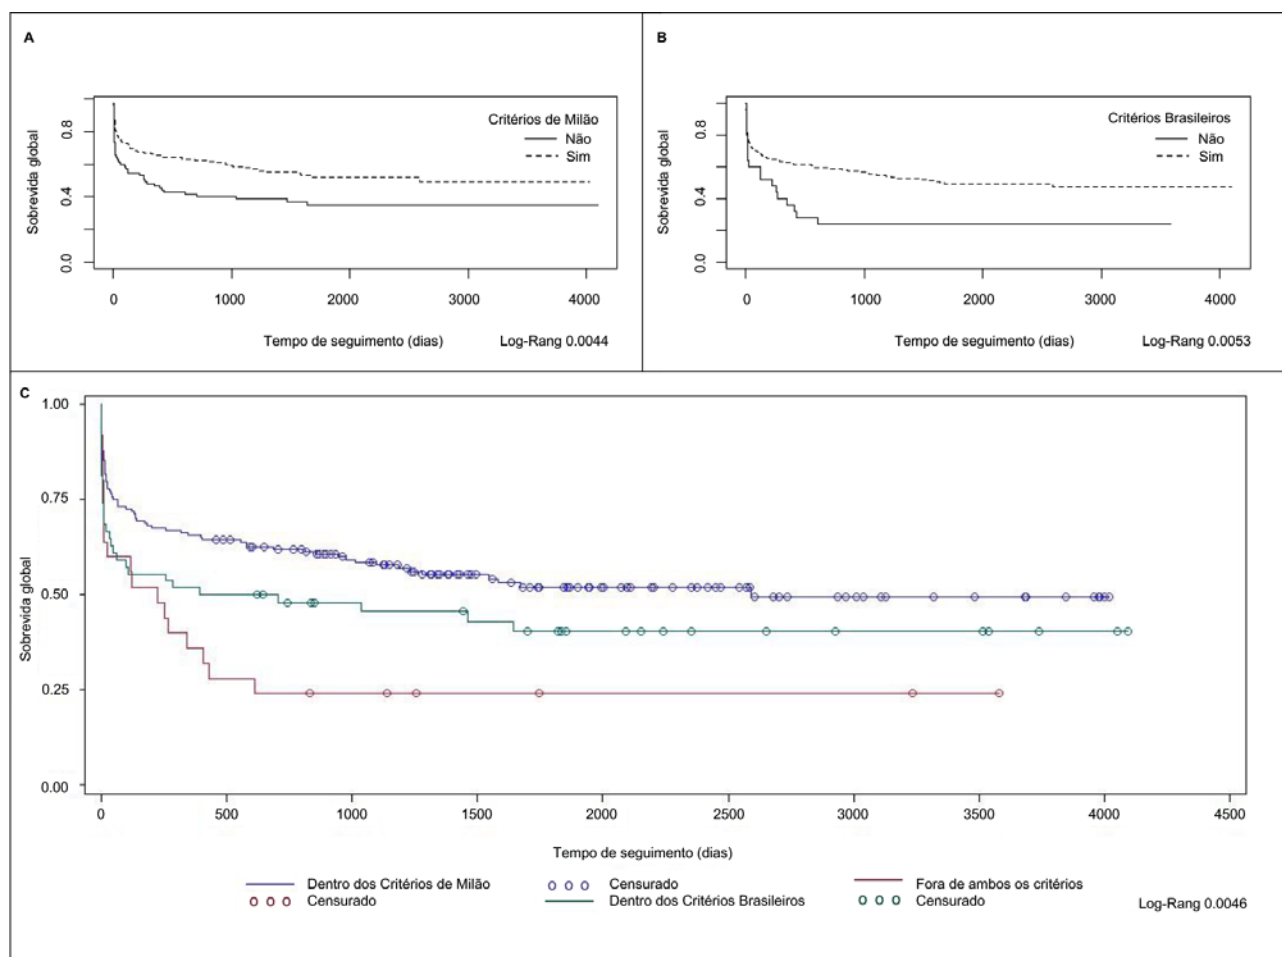 A
Critérios de Milão
Não
Sim
0.8
0.4
0.0
Sobrevida global
0 1000 2000 3000 4000
Tempo de seguimento (dias) Log-Rang 0.0044
B
Critérios Brasileiros
Não
Sim
0.8
0.4
0.0
Sobrevida global
0 1000 2000 3000 4000
Tempo de seguimento (dias) Log-Rang 0.0053
C
1.00
0.75
0.50
0.25
0.00
Sobrevida global
0 500 1000 1500 2000 2500 3000 3500 4000 4500
Tempo de seguimento (dias)
Dentro dos Critérios de Milão Censurado Fora de ambos os critérios
Censurado Dentro dos Critérios Brasileiros Censurado
Log-Rang 0.0046